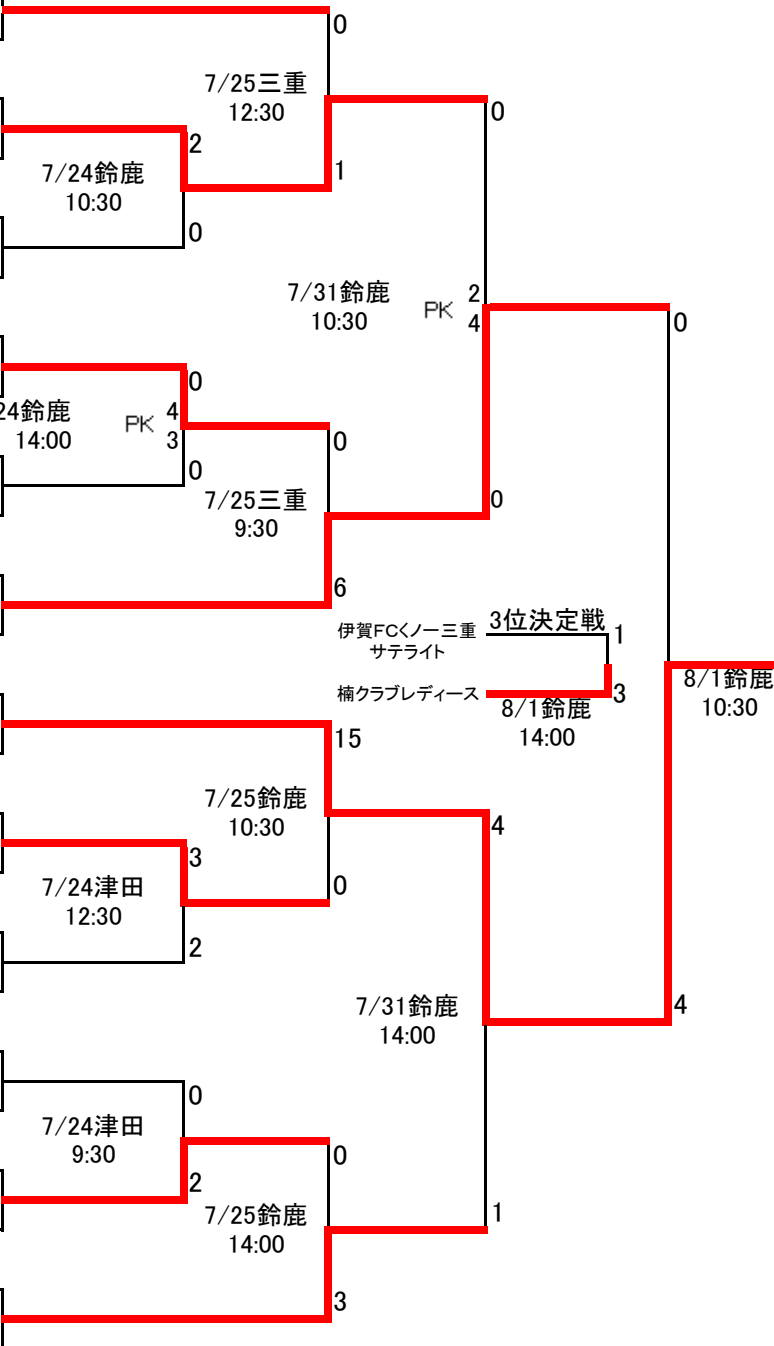 0
7/25三重
12:30
0
2
1
7/24鈴鹿
10:30
0
7/31鈴鹿
10:30
PK
2
4
0
0
24鈴鹿
14:00
PK
4
3
0
0
7/25三重
9:30
0
6
伊賀FCくノ一三重
サテライト
3位決定戦
1
楠クラブレディース
3
8/1鈴鹿
14:00
8/1鈴鹿
10:30
15
7/25鈴鹿
10:30
4
3
0
7/24津田
12:30
2
7/31鈴鹿
14:00
4
0
7/24津田
9:30
0
2
7/25鈴鹿
14:00
1
3